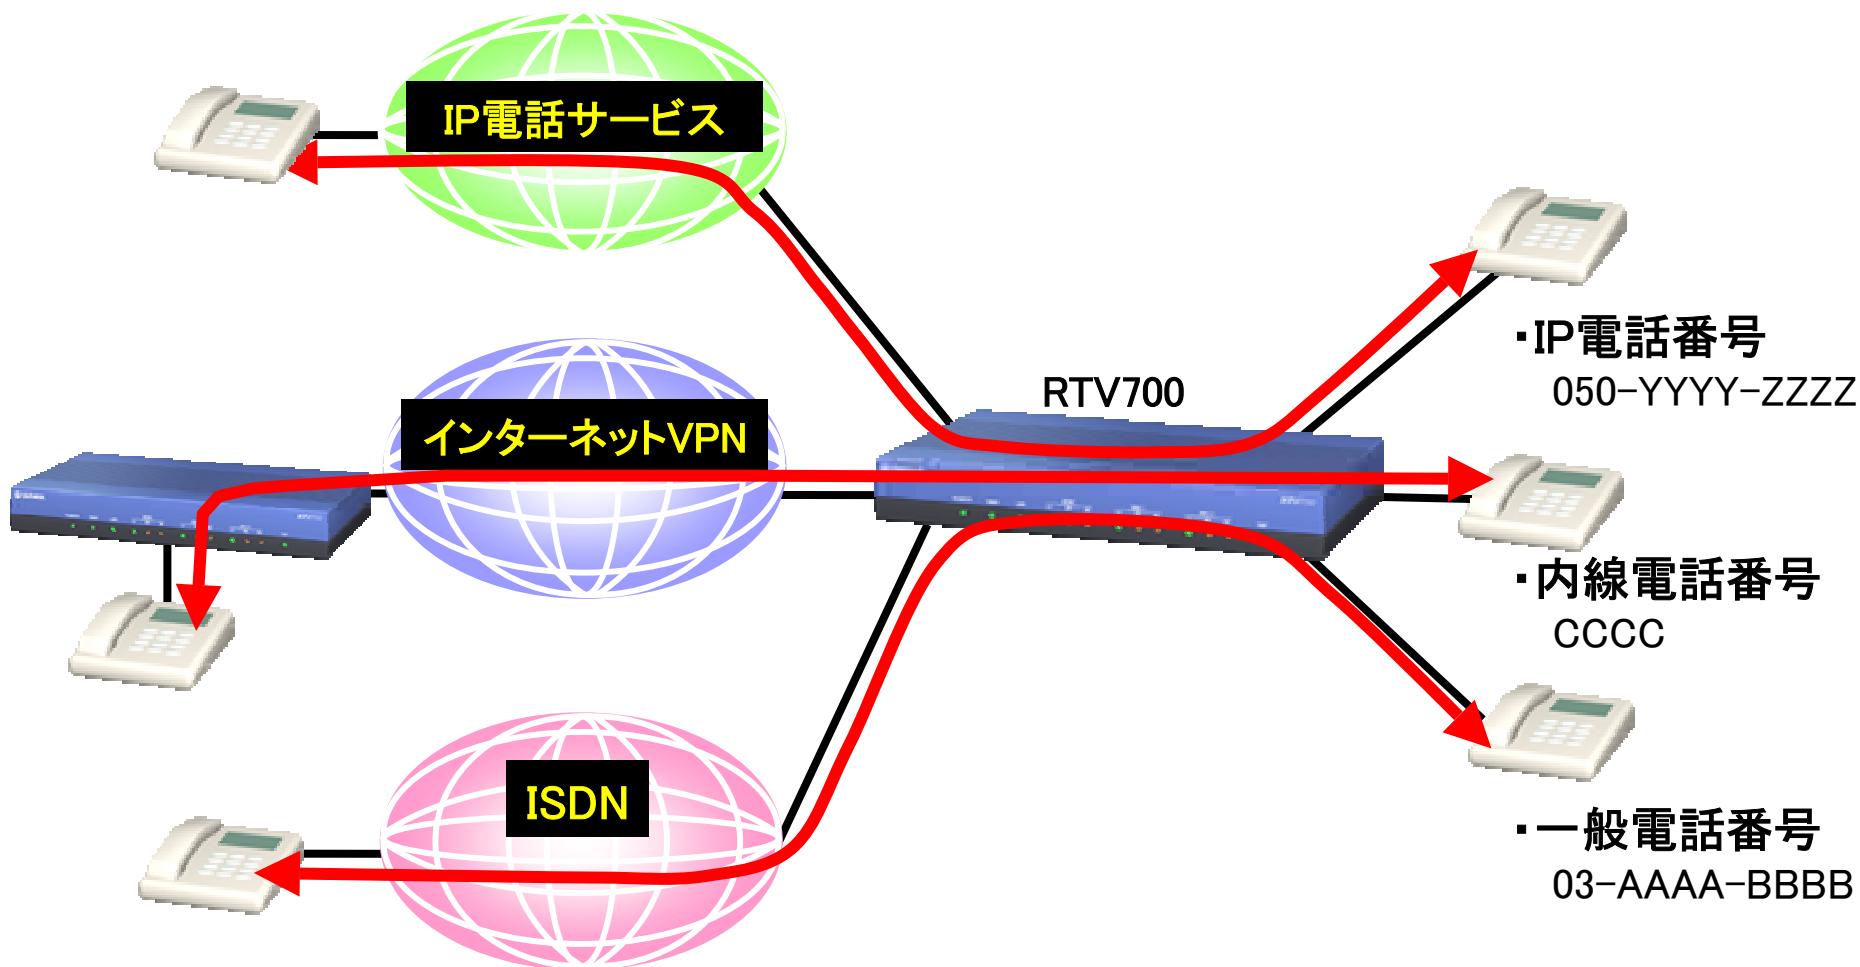 IP電話サービス
・IP電話番号
050-YYYY-ZZZZ
RTV700
インターネットVPN
・内線電話番号
CCCC
ISDN
・一般電話番号
03-AAAA-BBBB